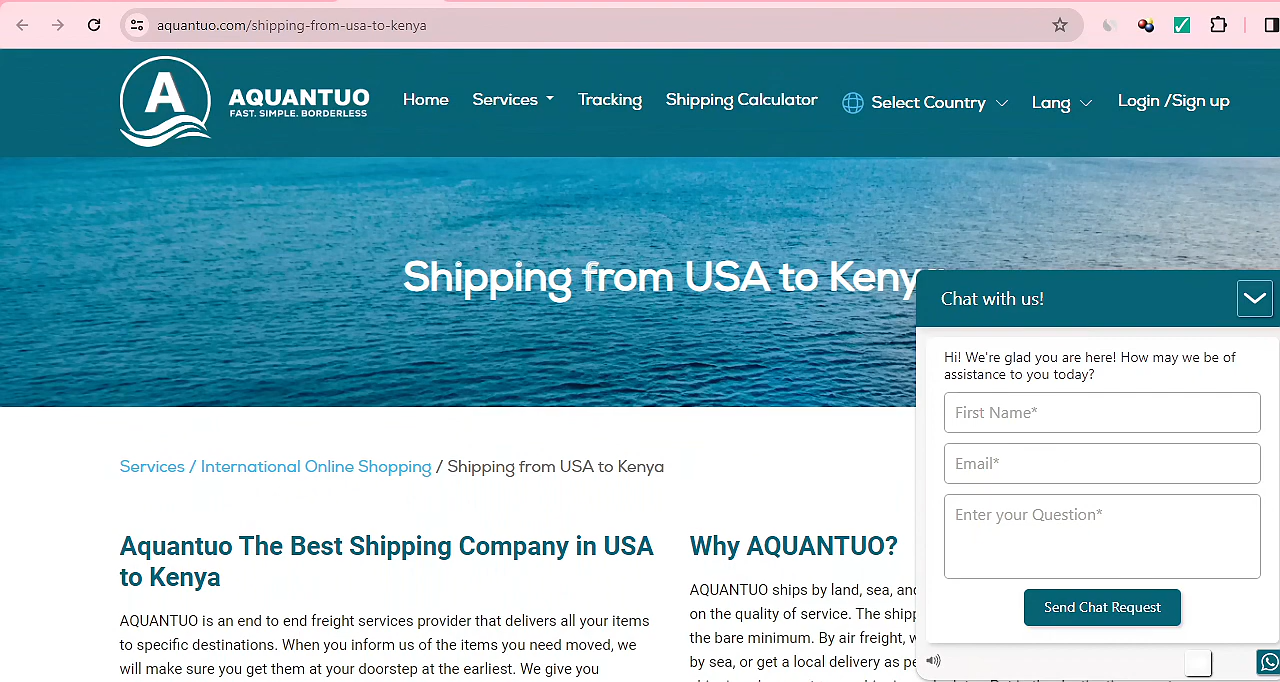 aquantuo.com/shipping-from-usa-to-kenya
A
AQUANTUO
FAST. SIMPLE. BORDERLESS
Home Services Tracking Shipping Calculator Select Country Lang Login /Sign up
Shipping from USA to Keny
Chat with us!
Hi! We're glad you are here! How may we be of
assistance to you today?
First Name*
Email*
Enter your Question*
Send Chat Request
Services / International Online Shopping / Shipping from USA to Kenya
Aquantuo The Best Shipping Company in USA
to Kenya
AQUANTUO is an end to end freight services provider that delivers all your items
to specific destinations. When you inform us of the items you need moved, we
will make sure you get them at your doorstep at the earliest. We give you
Why AQUANTUO?
AQUANTUO ships by land, sea, and
on the quality of service. The shipp
the bare minimum. By air freight, w
by sea, or get a local delivery as pe